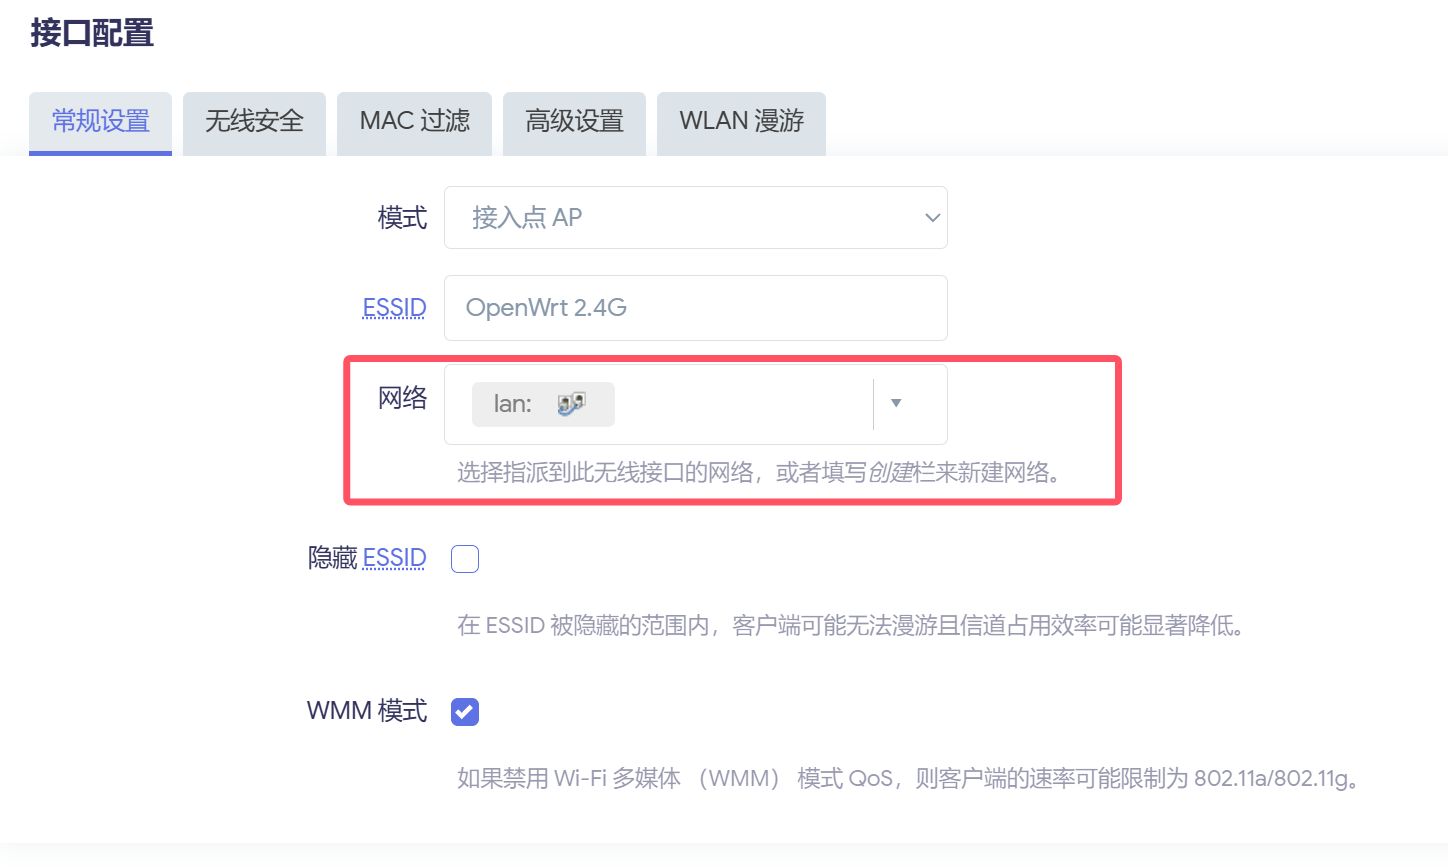 接口配置
常规设置 无线安全 MAC 过滤 高级设置 WLAN 漫游
模式 接入点 AP
ESSID OpenWrt 2.4G
网络 lan:
选择指派到此无线接口的网络，或者填写创建栏来新建网络。
隐藏 ESSID
在 ESSID 被隐藏的范围内，客户端可能无法漫游且信道占用效率可能显著降低。
WMM 模式
如果禁用 Wi-Fi 多媒体 （WMM） 模式 QoS，则客户端的速率可能限制为 802.11a/802.11g。